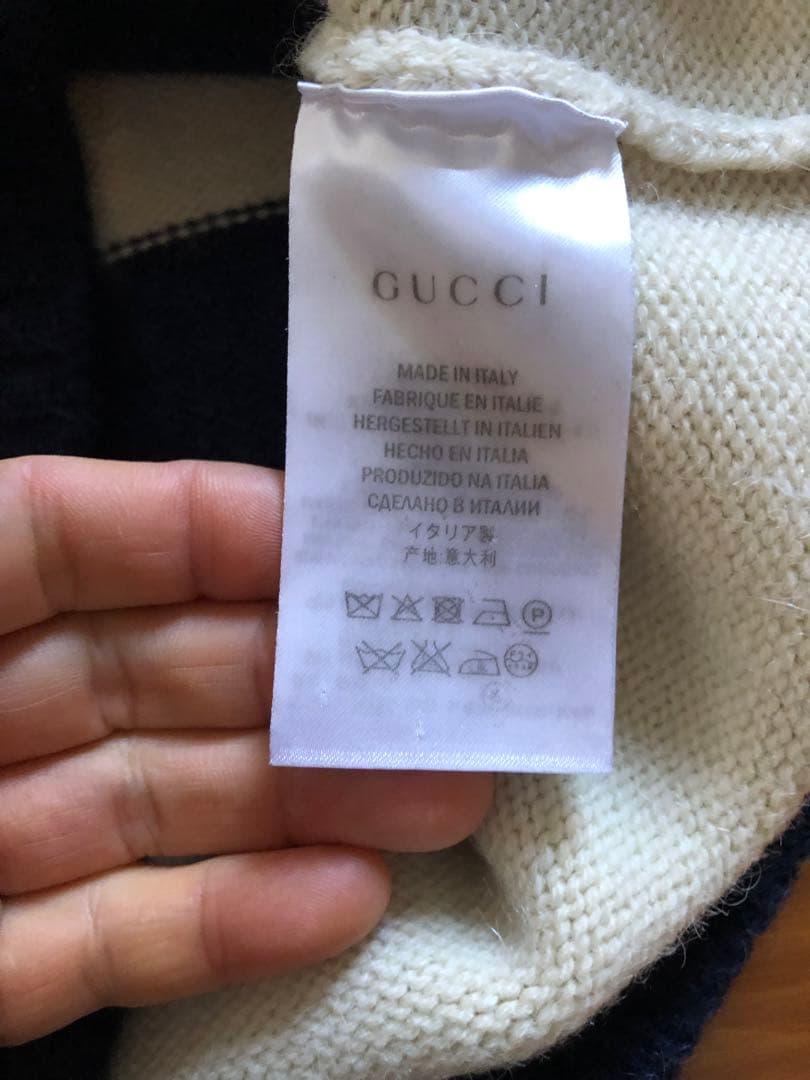 GUCCI
MADE IN ITALY
FABRIQUE EN ITALIE
HERGESTELLT IN ITALIEN
HECHO EN ITALIA
PRODUZIDO NA ITALIA
СДЕЛАНО В ИТАЛИИ
イタリア製
产地:意大利
P